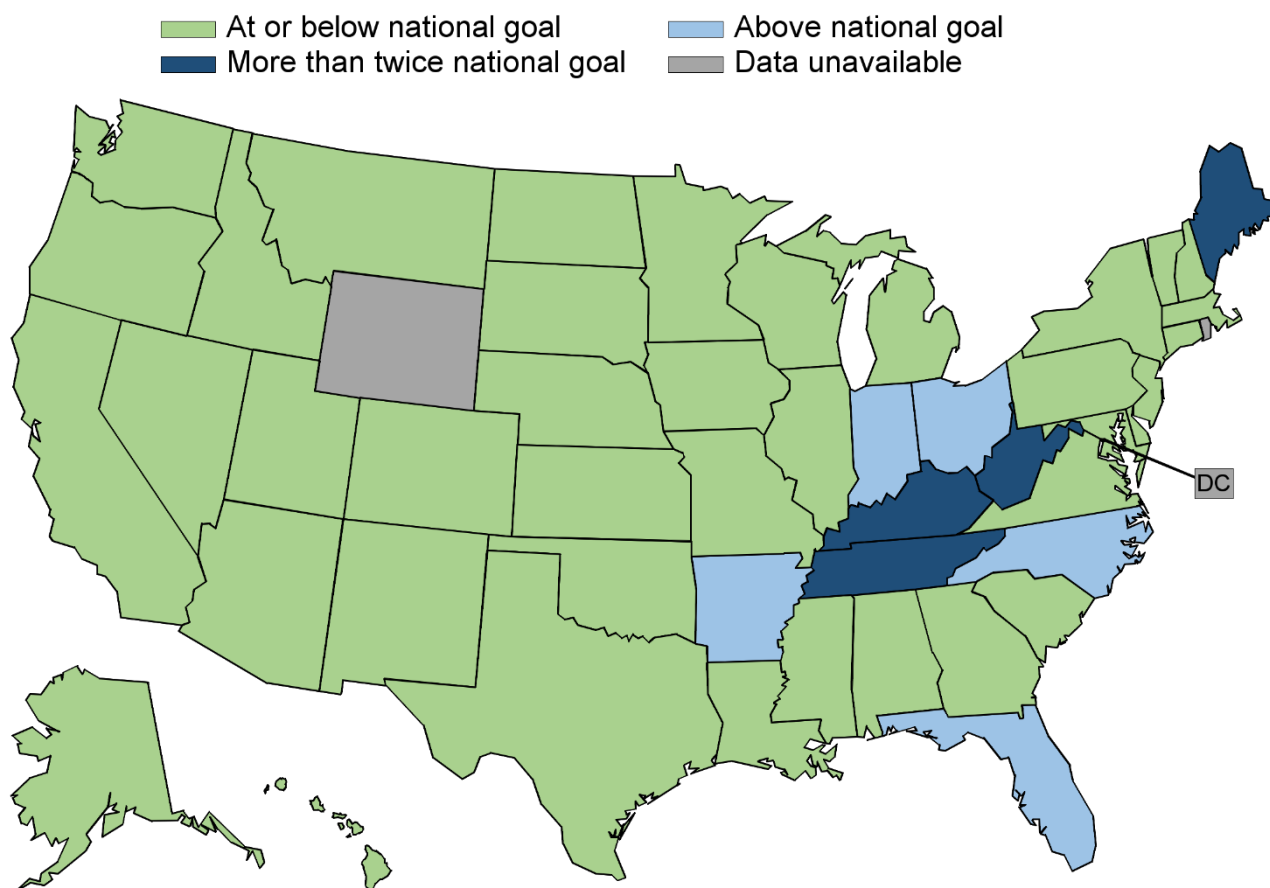 At or below national goal
Above national goal
More than twice national goal
Data unavailable
DC